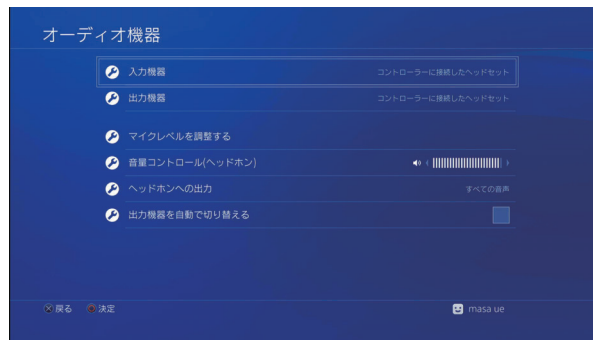 オーディオ機器
入力機器 コントローラーに接続したヘッドセット
出力機器 コントローラーに接続したヘッドセット
マイクレベルを調整する
音量コントロール(ヘッドホン)
ヘッドホンへの出力 すべての音声
出力機器を自動で切り替える
戻る 決定 masa ue